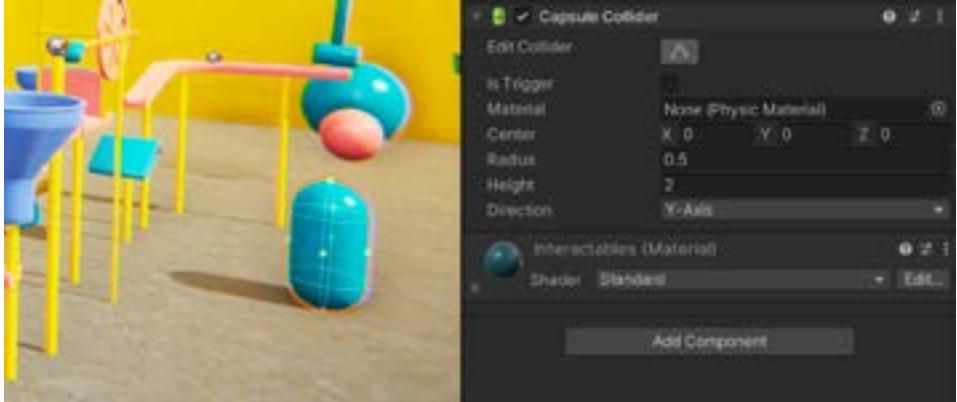 Capsule Collider
Edit Collider
Is Trigger
Material None (Physic Material)
Center X 0 Y 0 Z 0
Radius 0.5
Height 2
Direction Y-Axis
Interactables (Material)
Shader Standard Edit...
Add Component